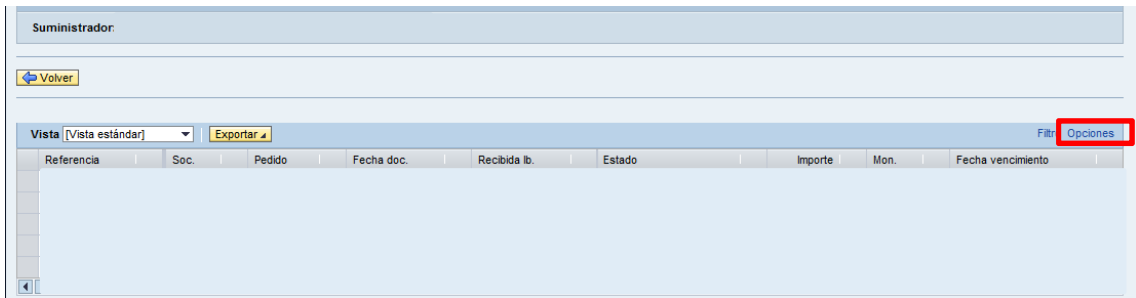 Suministrador:
Volver
Vista [Vista estándar] Exportar Filtr Opciones
Referencia Soc. Pedido Fecha doc. Recibida Ib. Estado Importe Mon. Fecha vencimiento